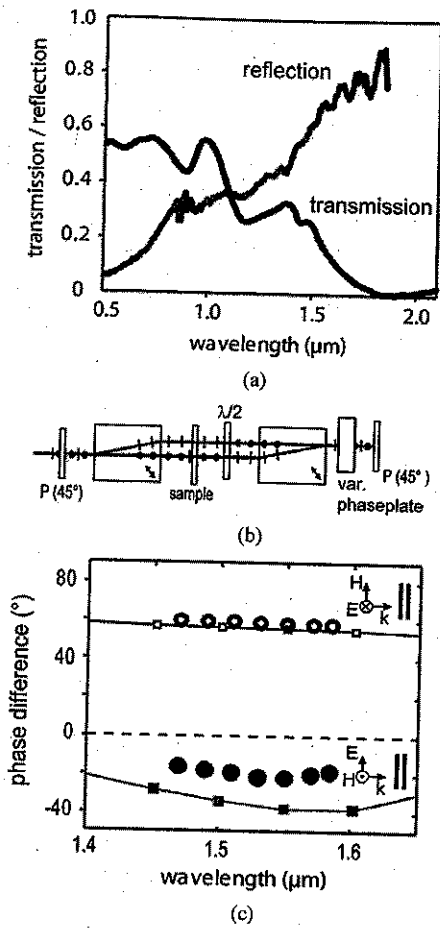 1.0
0.8
0.6
0.4
0.2
0
transmission / reflection
reflection
transmission
0.5 1.0 1.5 2.0
wavelength (µm)
(a)
λ/2
P (45°)
sample
var.
phaseplate
P (45°)
(b)
80
40
0
-40
phase difference (°)
H
E k
E
H k
1.4 1.5 1.6
wavelength (µm)
(c)